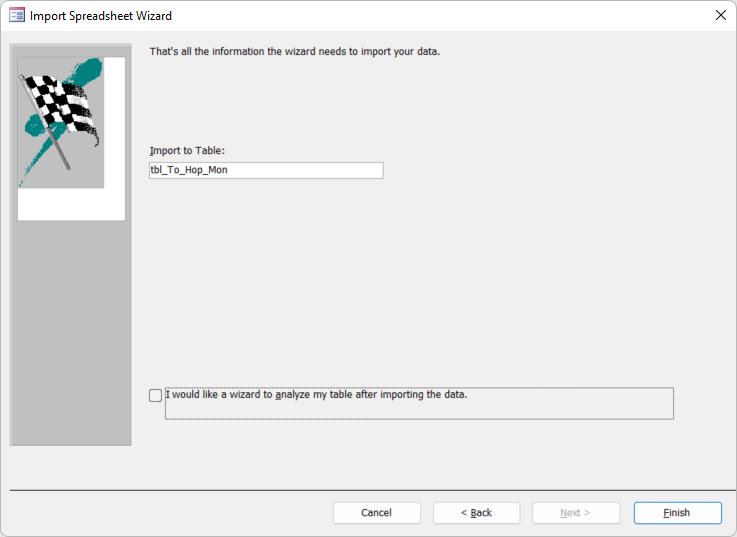 Import Spreadsheet Wizard
That's all the information the wizard needs to import your data.
Import to Table:
tbl_To_Hop_Mon
I would like a wizard to analyze my table after importing the data.
Cancel
< Back
Next >
Finish